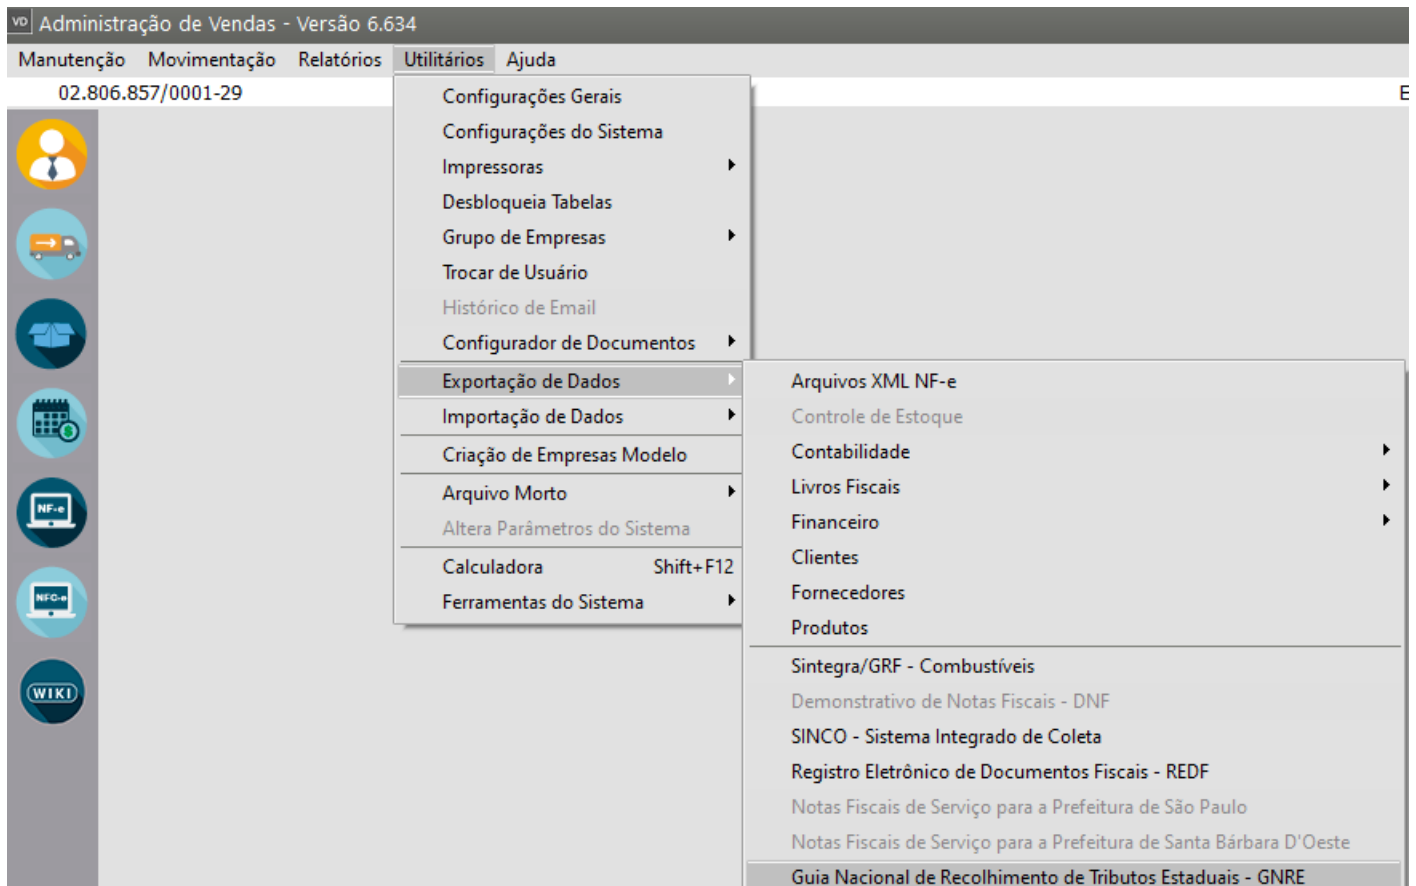 VD Administração de Vendas - Versão 6.634
Manutenção Movimentação Relatórios Utilitários Ajuda
02.806.857/0001-29 E
Configurações Gerais
Configurações do Sistema
Impressoras
Desbloqueia Tabelas
Grupo de Empresas
Trocar de Usuário
Histórico de Email
Configurador de Documentos
Exportação de Dados
Importação de Dados
Criação de Empresas Modelo
Arquivo Morto
Altera Parâmetros do Sistema
Calculadora Shift+F12
Ferramentas do Sistema
Arquivos XML NF-e
Controle de Estoque
Contabilidade
Livros Fiscais
Financeiro
Clientes
Fornecedores
Produtos
Sintegra/GRF - Combustíveis
Demonstrativo de Notas Fiscais - DNF
SINCO - Sistema Integrado de Coleta
Registro Eletrônico de Documentos Fiscais - REDF
Notas Fiscais de Serviço para a Prefeitura de São Paulo
Notas Fiscais de Serviço para a Prefeitura de Santa Bárbara D'Oeste
Guia Nacional de Recolhimento de Tributos Estaduais - GNRE
NF-e
NFC-e
WIKI